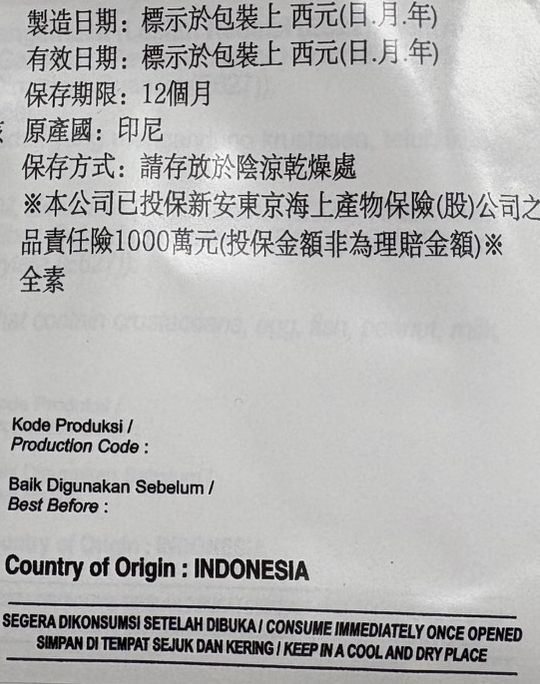 製造日期：標示於包裝上 西元(日.月.年)
有效日期：標示於包裝上 西元(日.月.年)
保存期限：12個月
原產國：印尼
保存方式：請存放於陰涼乾燥處
※本公司已投保新安東京海上產物保險(股)公司之
品責任險1000萬元(投保金額非為理賠金額)※
全素
Kode Produksi /
Production Code :
Baik Digunakan Sebelum /
Best Before :
Country of Origin : INDONESIA
SEGERA DIKONSUMSI SETELAH DIBUKA / CONSUME IMMEDIATELY ONCE OPENED
SIMPAN DI TEMPAT SEJUK DAN KERING / KEEP IN A COOL AND DRY PLACE